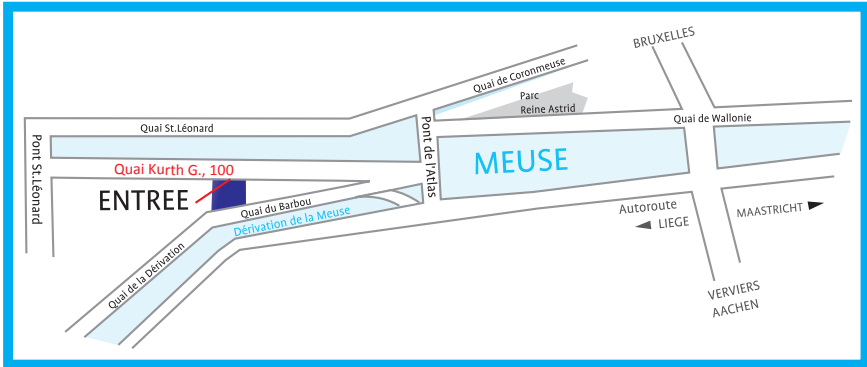 BRUXELLES
Quai de Coronmeuse
Parc
Reine Astrid
Quai de Wallonie
Quai St.Léonard
Pont St.Léonard
Pont de l'Atlas
MEUSE
Quai Kurth G., 100
ENTREE
Quai du Barbou
Dérivation de la Meuse
Quai de la Dérivation
Autoroute
LIEGE
MAASTRICHT
VERVIERS
AACHEN